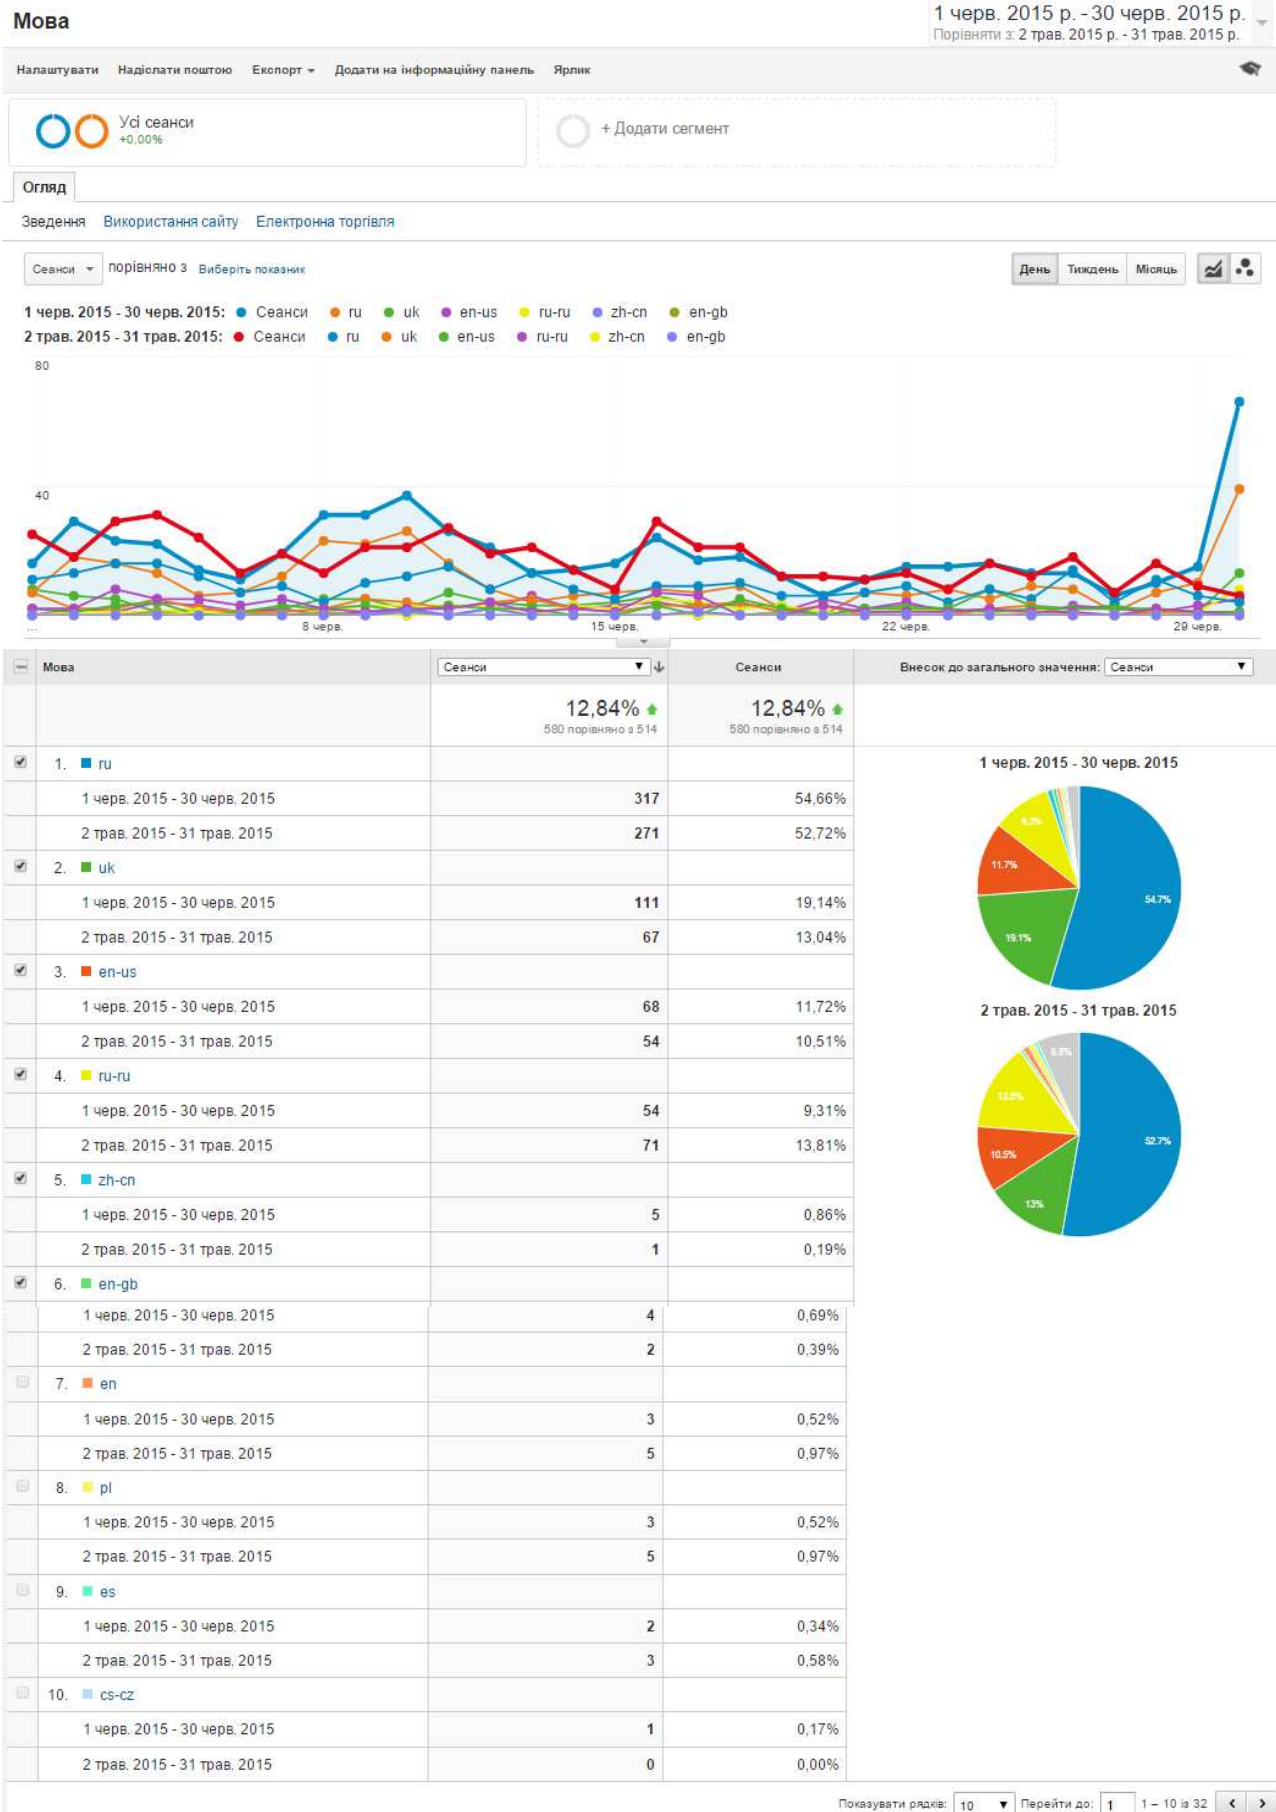 Мова
1 черв. 2015 р. - 30 черв. 2015 р.
Порівняти з: 2 трав. 2015 р. - 31 трав. 2015 р.
Налаштувати Надіслати поштою Експорт Додати на інформаційну панель Ярлик
Усі сеанси
+0,00%
+ Додати сегмент
Огляд
Зведення Використання сайту Електронна торгівля
Сеанси порівняно з Виберіть показник
День Тиждень Місяць
1 черв. 2015 - 30 черв. 2015: Сеанси ru uk en-us ru-ru zh-cn en-gb
2 трав. 2015 - 31 трав. 2015: Сеанси ru uk en-us ru-ru zh-cn en-gb
80
40
... 8 черв. 15 черв. 22 черв. 29 черв.
Мова Сеанси Сеанси Внесок до загального значення: Сеанси
12,84% 12,84%
580 порівняно з 514 580 порівняно з 514
1. ru
1 черв. 2015 - 30 черв. 2015 317 54,66%
2 трав. 2015 - 31 трав. 2015 271 52,72%
2. uk
1 черв. 2015 - 30 черв. 2015 111 19,14%
2 трав. 2015 - 31 трав. 2015 67 13,04%
3. en-us
1 черв. 2015 - 30 черв. 2015 68 11,72%
2 трав. 2015 - 31 трав. 2015 54 10,51%
4. ru-ru
1 черв. 2015 - 30 черв. 2015 54 9,31%
2 трав. 2015 - 31 трав. 2015 71 13,81%
5. zh-cn
1 черв. 2015 - 30 черв. 2015 5 0,86%
2 трав. 2015 - 31 трав. 2015 1 0,19%
6. en-gb
1 черв. 2015 - 30 черв. 2015 4 0,69%
2 трав. 2015 - 31 трав. 2015 2 0,39%
7. en
1 черв. 2015 - 30 черв. 2015 3 0,52%
2 трав. 2015 - 31 трав. 2015 5 0,97%
8. pl
1 черв. 2015 - 30 черв. 2015 3 0,52%
2 трав. 2015 - 31 трав. 2015 5 0,97%
9. es
1 черв. 2015 - 30 черв. 2015 2 0,34%
2 трав. 2015 - 31 трав. 2015 3 0,58%
10. cs-cz
1 черв. 2015 - 30 черв. 2015 1 0,17%
2 трав. 2015 - 31 трав. 2015 0 0,00%
1 черв. 2015 - 30 черв. 2015
9.3%
11.7%
54.7%
19.1%
2 трав. 2015 - 31 трав. 2015
13.8%
52.7%
10.5%
13%
Показувати рядків: 10 Перейти до: 1 1 – 10 із 32